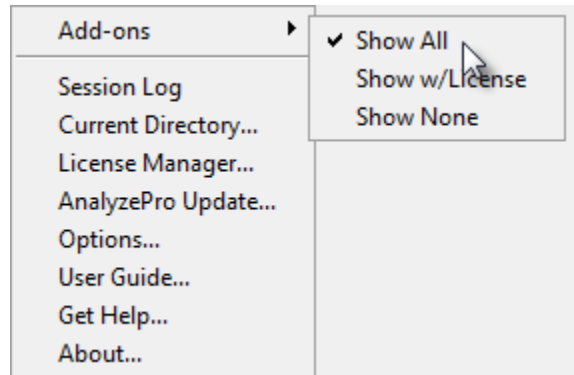 Add-ons
Show All
Show w/License
Show None
Session Log
Current Directory...
License Manager...
AnalyzePro Update...
Options...
User Guide...
Get Help...
About...